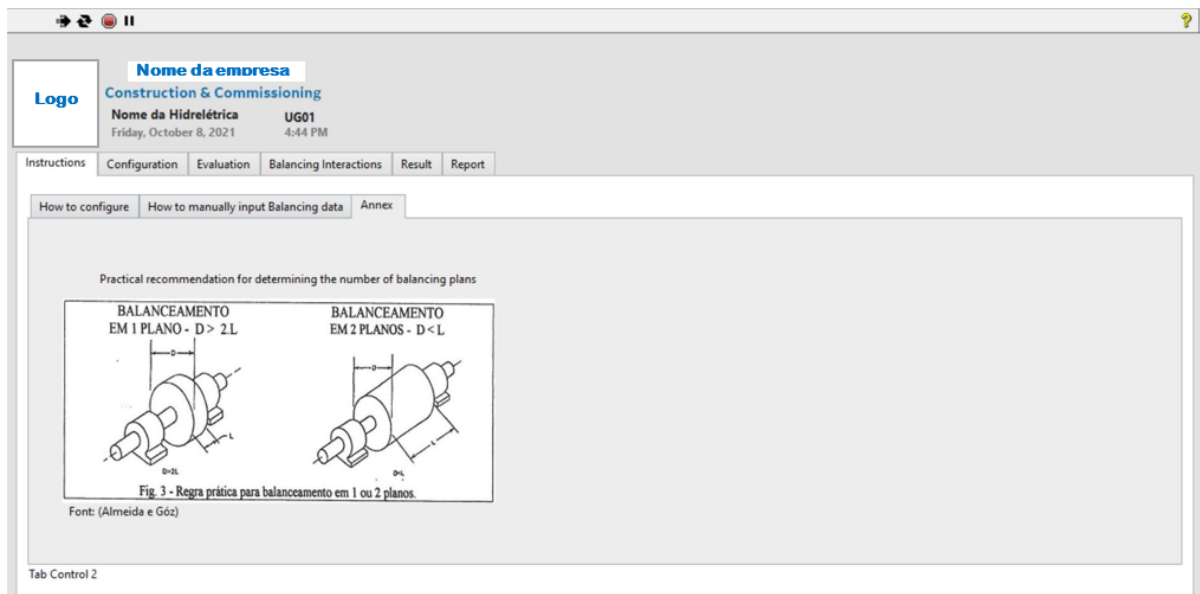 Nome da empresa
Logo
Construction & Commissioning
Nome da Hidrelétrica UG01
Friday, October 8, 2021 4:44 PM
Instructions Configuration Evaluation Balancing Interactions Result Report
How to configure How to manually input Balancing data Annex
Practical recommendation for determining the number of balancing plans
BALANCEAMENTO
EM 1 PLANO - D > 2.L
BALANCEAMENTO
EM 2 PLANOS - D < L
D
L
D>2L
D
L
D<L
Fig. 3 - Regra prática para balanceamento em 1 ou 2 planos.
Font: (Almeida e Góz)
Tab Control 2